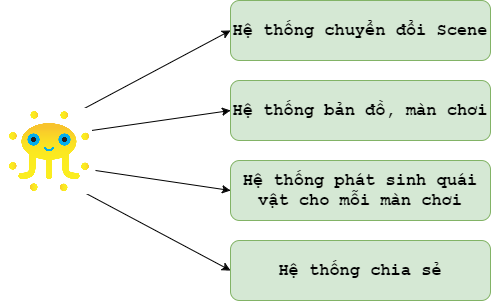 Hệ thống chuyển đổi Scene
Hệ thống bản đồ, màn chơi
Hệ thống phát sinh quái
vật cho mỗi màn chơi
Hệ thống chia sẻ